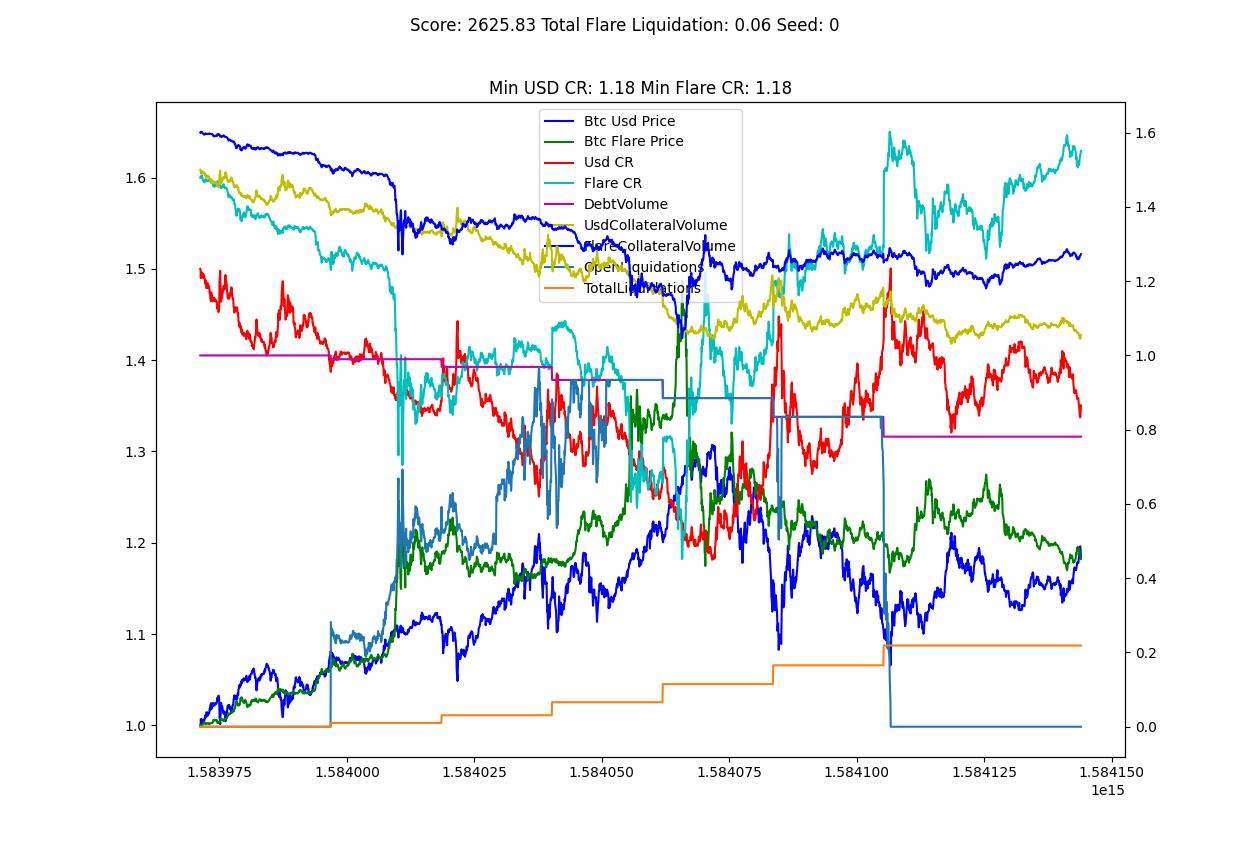 Score: 2625.83 Total Flare Liquidation: 0.06 Seed: 0
Min USD CR: 1.18 Min Flare CR: 1.18
Btc Usd Price
Btc Flare Price
Usd CR
Flare CR
DebtVolume
UsdCollateralVolume
FlareCollateralVolume
OpenLiquidations
TotalLiquidations
1.6
1.5
1.4
1.3
1.2
1.1
1.0
1.6
1.4
1.2
1.0
0.8
0.6
0.4
0.2
0.0
1.583975 1.584000 1.584025 1.584050 1.584075 1.584100 1.584125 1.584150
1e15